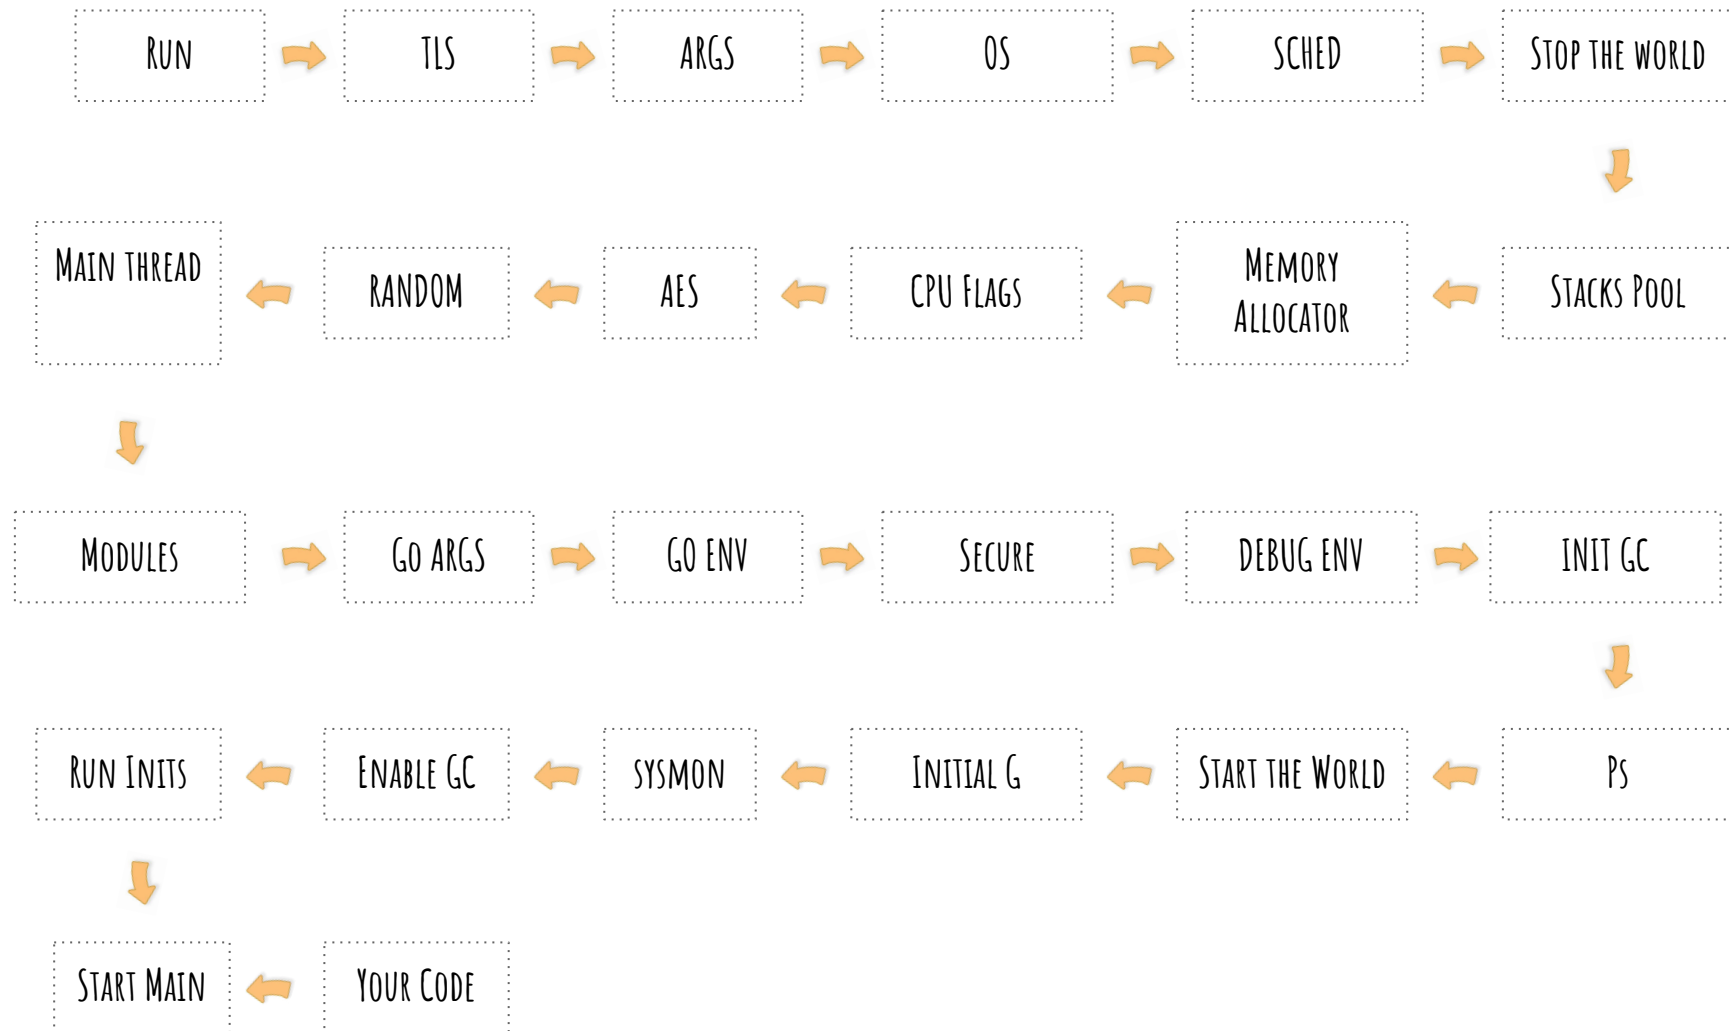 Run
TLS
ARGS
OS
SCHED
Stop the world
Main thread
RANDOM
AES
CPU Flags
Memory
Allocator
Stacks Pool
Modules
Go ARGS
GO ENV
Secure
DEBUG ENV
INIT GC
Run Inits
Enable GC
sysmon
Initial G
Start the World
Ps
Start Main
Your Code